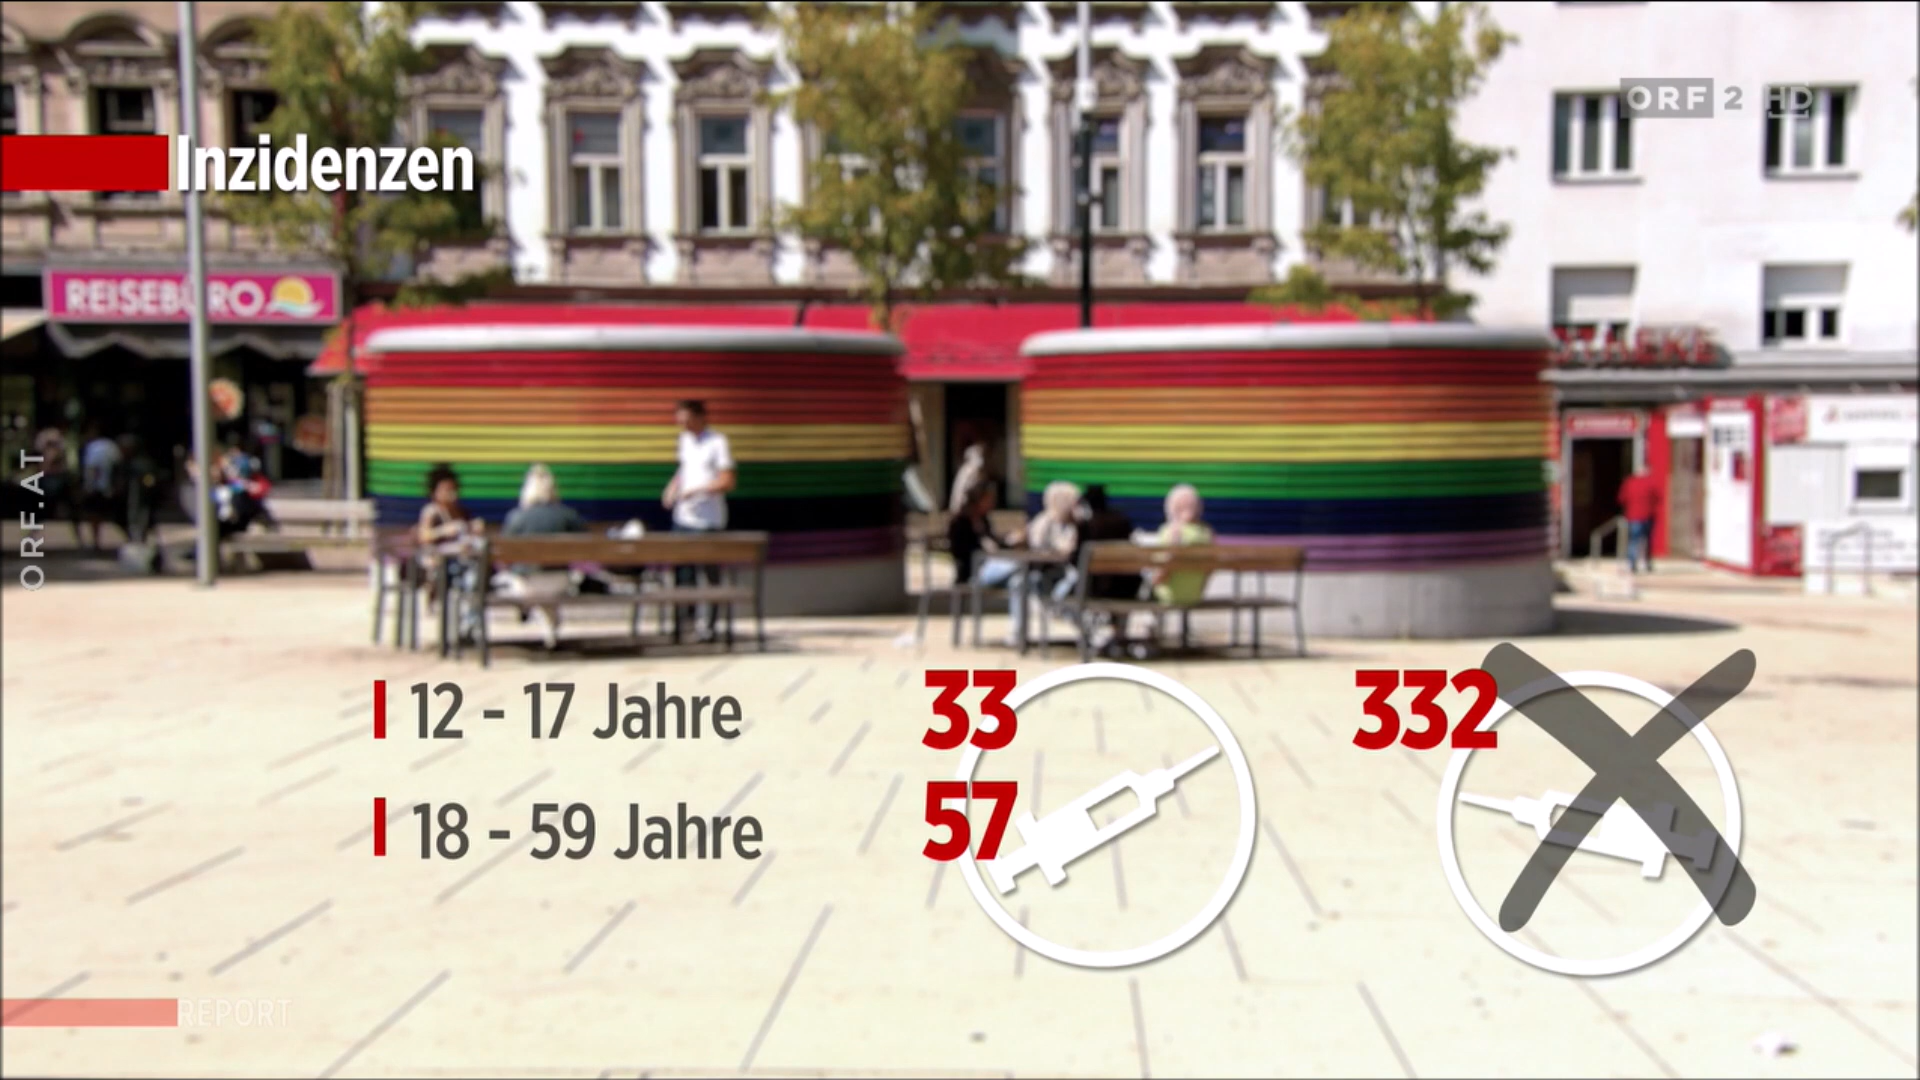 ORF 2 HD
Inzidenzen
REISEBÜRO
ORF.AT
12 - 17 Jahre 33 332
18 - 59 Jahre 57
REPORT